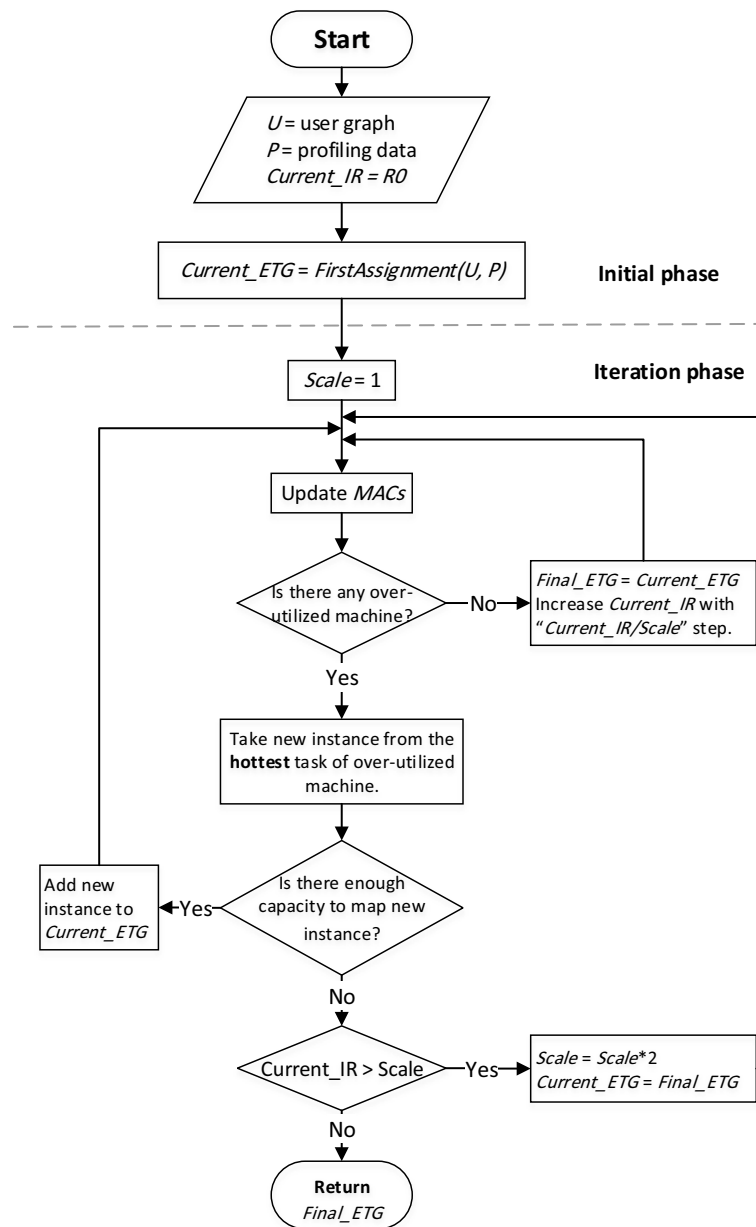 Start
U = user graph
P = profiling data
Current_IR = R0
Current_ETG = FirstAssignment(U, P)
Initial phase
Scale = 1
Iteration phase
Update MACs
Is there any over-
utilized machine?
No
Final_ETG = Current_ETG
Increase Current_IR with
“Current_IR/Scale” step.
Yes
Take new instance from the
hottest task of over-utilized
machine.
Is there enough
capacity to map new
instance?
Yes
Add new
instance to
Current_ETG
No
Current_IR > Scale
Yes
Scale = Scale*2
Current_ETG = Final_ETG
No
Return
Final_ETG